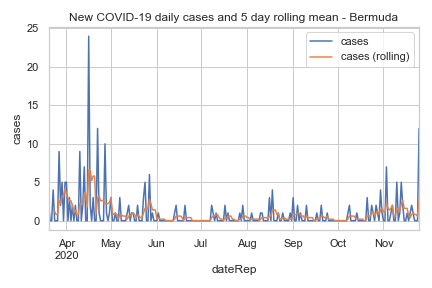 New COVID-19 daily cases and 5 day rolling mean - Bermuda
cases
cases (rolling)
25
20
15
10
5
0
cases
Apr
2020
May
Jun
Jul
Aug
Sep
Oct
Nov
dateRep